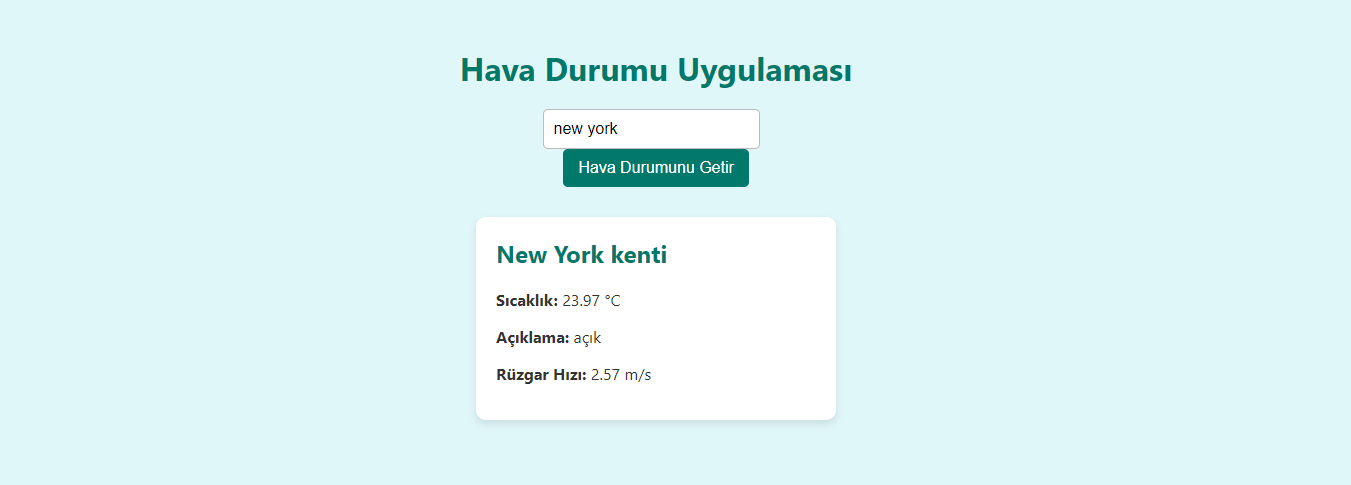 Hava Durumu Uygulaması
new york
Hava Durumunu Getir
New York kenti
Sıcaklık: 23.97 °C
Açıklama: açık
Rüzgar Hızı: 2.57 m/s